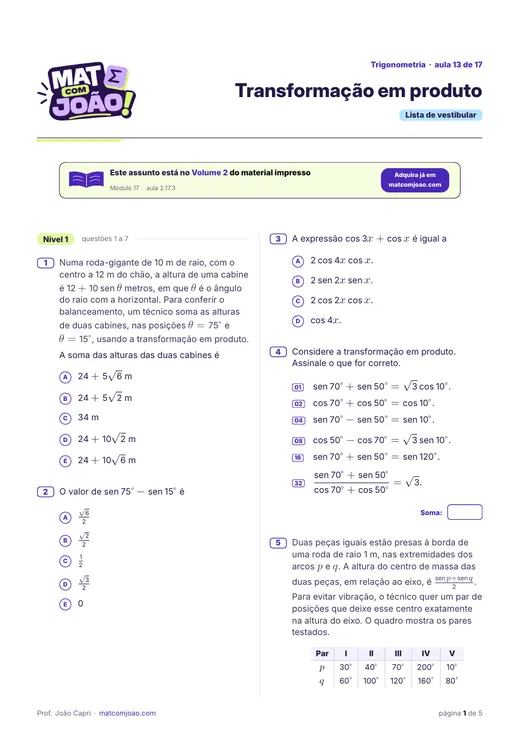 MAT Σ
COM
JOÃO!
Trigonometria · aula 13 de 17
Transformação em produto
Lista de vestibular
Este assunto está no Volume 2 do material impresso
Módulo 17 · aula 2.17.3
Adquira já em
matcomjoao.com
Nível 1 questões 1 a 7
1 Numa roda-gigante de 10 m de raio, com o
centro a 12 m do chão, a altura de uma cabine
é 12 + 10 sen θ metros, em que θ é o ângulo
do raio com a horizontal. Para conferir o
balanceamento, um técnico soma as alturas
de duas cabines, nas posições θ = 75° e
θ = 15°, usando a transformação em produto.
A soma das alturas das duas cabines é
A 24 + 5√6 m
B 24 + 5√2 m
C 34 m
D 24 + 10√2 m
E 24 + 10√6 m
2 O valor de sen 75° − sen 15° é
A √6/2
B √2/2
C 1/2
D √3/2
E 0
3 A expressão cos 3x + cos x é igual a
A 2 cos 4x cos x.
B 2 sen 2x sen x.
C 2 cos 2x cos x.
D cos 4x.
4 Considere a transformação em produto.
Assinale o que for correto.
01 sen 70° + sen 50° = √3 cos 10°.
02 cos 70° + cos 50° = cos 10°.
04 sen 70° − sen 50° = sen 10°.
08 cos 50° − cos 70° = √3 sen 10°.
16 sen 70° + sen 50° = sen 120°.
32 (sen 70° + sen 50°)/(cos 70° + cos 50°) = √3.
Soma:
5 Duas peças iguais estão presas à borda de
uma roda de raio 1 m, nas extremidades dos
arcos p e q. A altura do centro de massa das
duas peças, em relação ao eixo, é (sen p+sen q)/2.
Para evitar vibração, o técnico quer um par de
posições que deixe esse centro exatamente
na altura do eixo. O quadro mostra os pares
testados.
Par I II III IV V
p 30° 40° 70° 200° 10°
q 60° 100° 120° 160° 80°
Prof. João Capri · matcomjoao.com
página 1 de 5